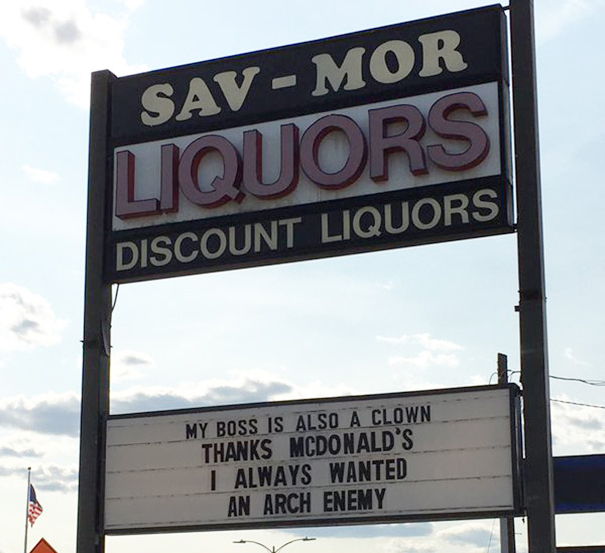 SAV-MOR
LIQUORS
DISCOUNT LIQUORS
MY BOSS IS ALSO A CLOWN
THANKS MCDONALD'S
I ALWAYS WANTED
AN ARCH ENEMY